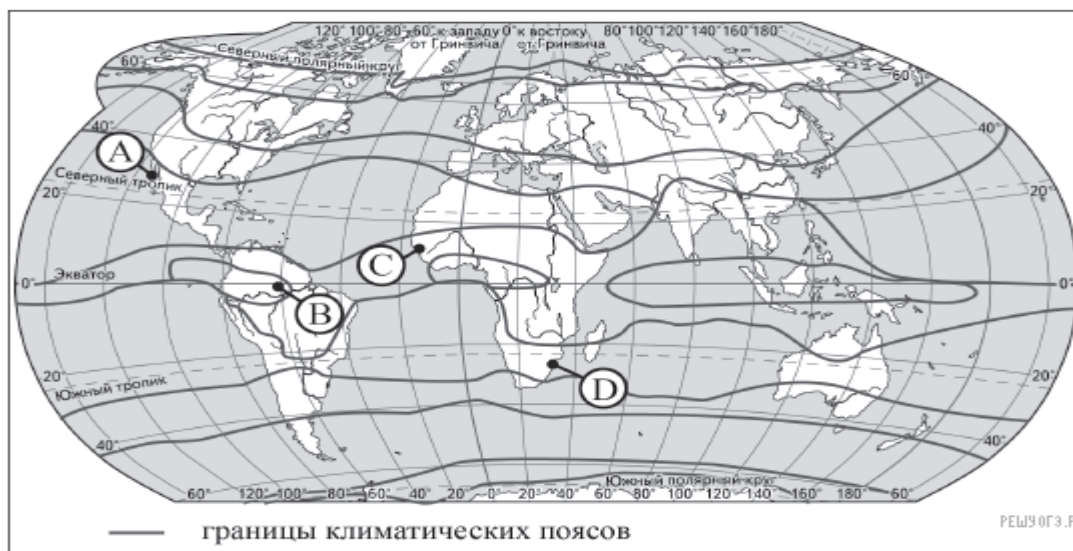 120° 100° 80° 60° к западу 0° к востоку 80° 100° 120° 140° 160° 180°
от Гринвича от Гринвича
Северный полярный круг
60° 60°
40° 40°
A
Северный тропик
20° 20°
C
Экватор
0° 0°
B
20° 20°
Южный тропик
D
40° 40°
Южный полярный круг
60° 120° 100° 80° 60° 40° 20° 0° 20° 40° 60° 80° 100° 120° 140° 160° 60°
границы климатических поясов
РЕШУОГЭ.Р